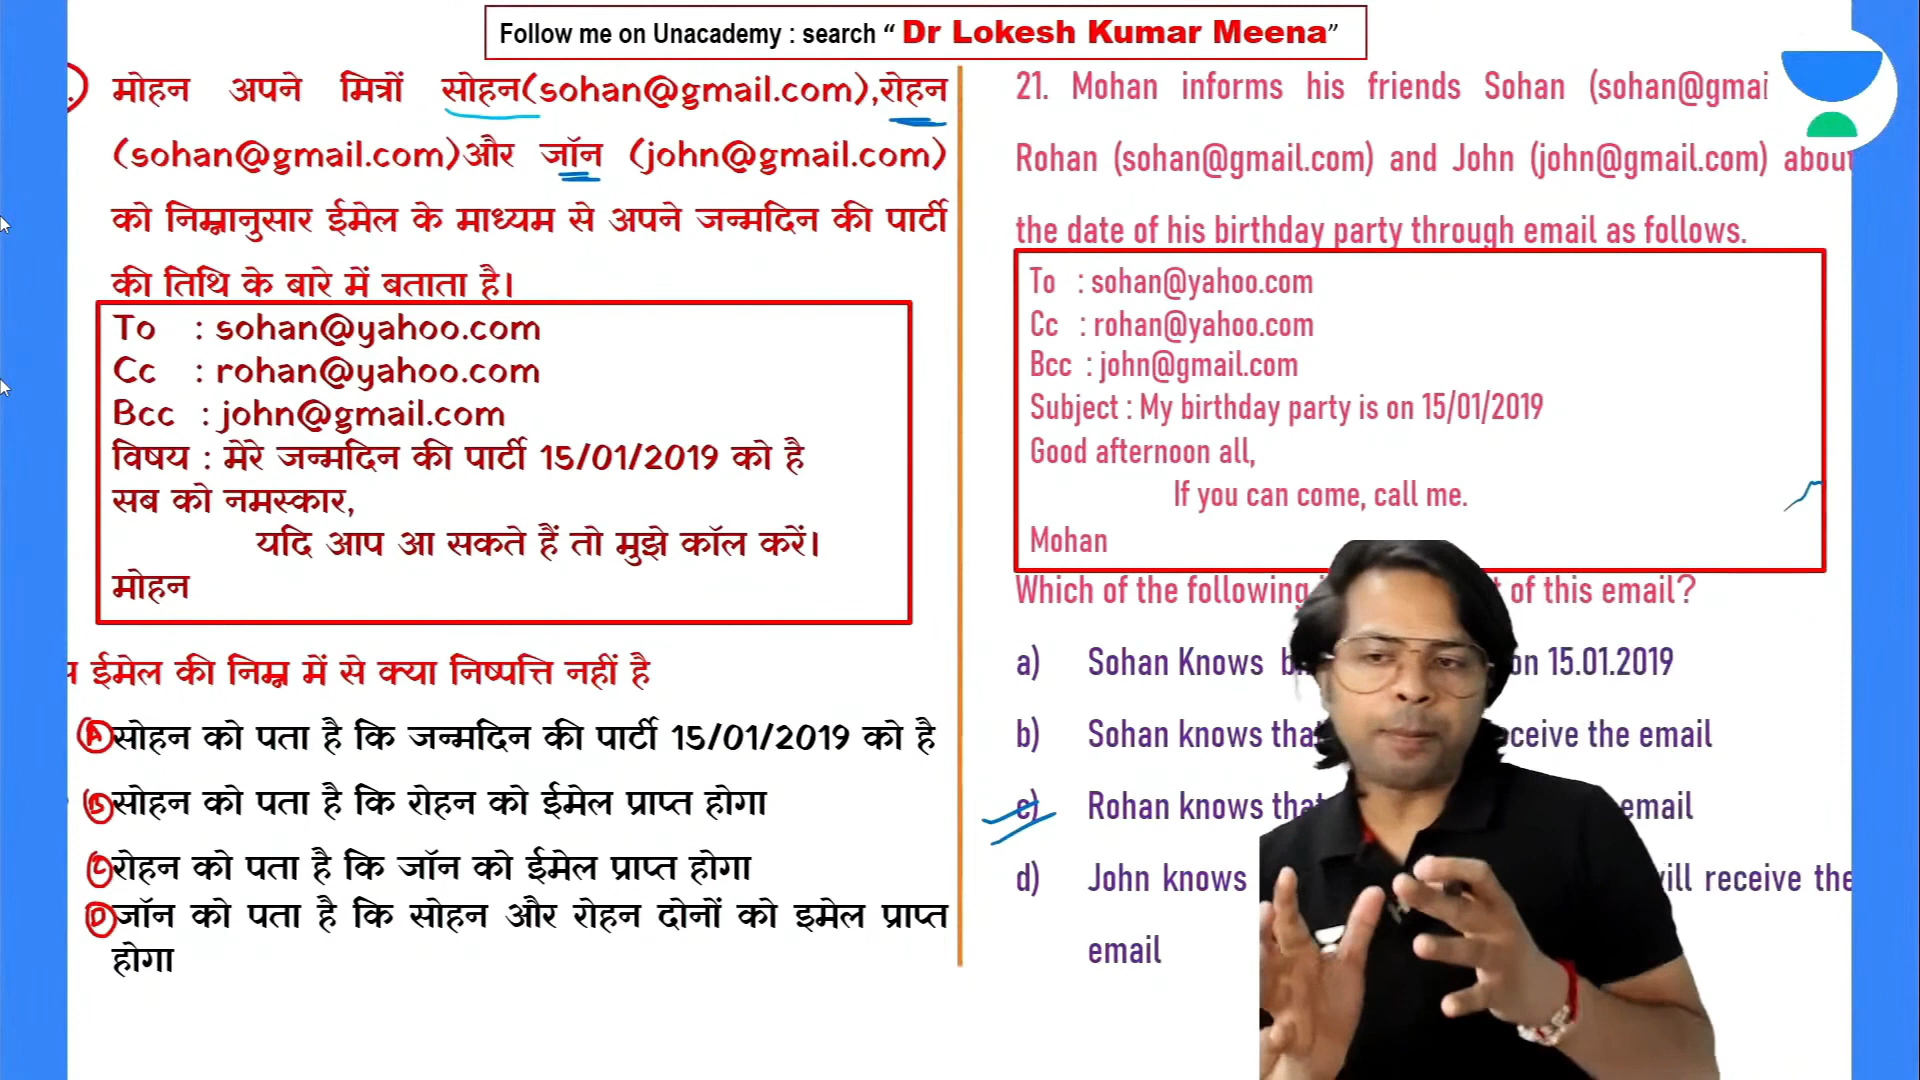 Follow me on Unacademy : search “ Dr Lokesh Kumar Meena”
मोहन अपने मित्रों सोहन(sohan@gmail.com),रोहन
(sohan@gmail.com)और जॉन (john@gmail.com)
को निम्नानुसार ईमेल के माध्यम से अपने जन्मदिन की पार्टी
की तिथि के बारे में बताता है।
To : sohan@yahoo.com
Cc : rohan@yahoo.com
Bcc : john@gmail.com
विषय : मेरे जन्मदिन की पार्टी 15/01/2019 को है
सब को नमस्कार,
यदि आप आ सकते हैं तो मुझे कॉल करें।
मोहन
ईमेल की निम्न में से क्या निष्पत्ति नहीं है
A सोहन को पता है कि जन्मदिन की पार्टी 15/01/2019 को है
B सोहन को पता है कि रोहन को ईमेल प्राप्त होगा
C रोहन को पता है कि जॉन को ईमेल प्राप्त होगा
D जॉन को पता है कि सोहन और रोहन दोनों को इमेल प्राप्त
होगा
21. Mohan informs his friends Sohan (sohan@gmai
Rohan (sohan@gmail.com) and John (john@gmail.com) about
the date of his birthday party through email as follows.
To : sohan@yahoo.com
Cc : rohan@yahoo.com
Bcc : john@gmail.com
Subject : My birthday party is on 15/01/2019
Good afternoon all,
If you can come, call me.
Mohan
Which of the following of this email?
a) Sohan Knows on 15.01.2019
b) Sohan knows that ceive the email
c) Rohan knows that email
d) John knows will receive the
email